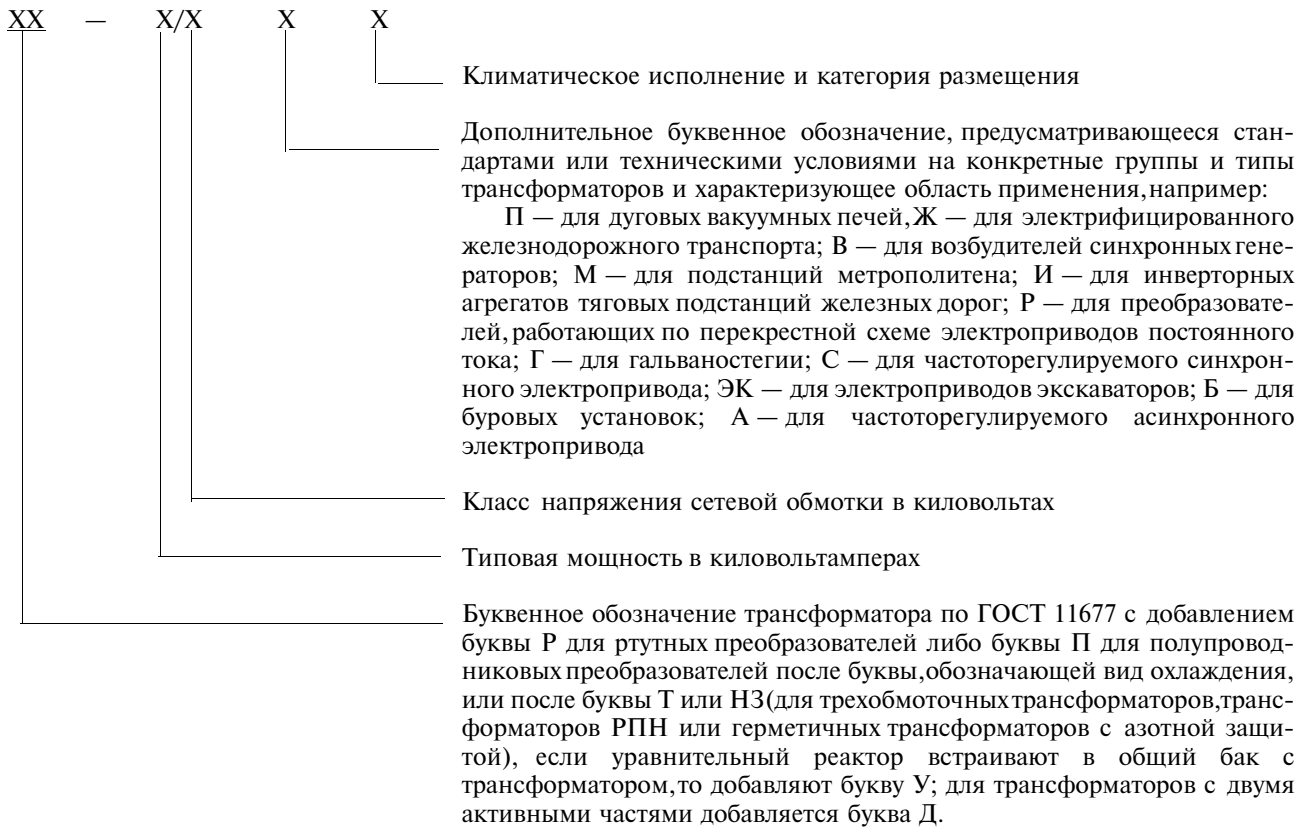 XX — X/X X X
Климатическое исполнение и категория размещения
Дополнительное буквенное обозначение, предусматривающееся стан-
дартами или техническими условиями на конкретные группы и типы
трансформаторов и характеризующее область применения, например:
П — для дуговых вакуумных печей, Ж — для электрифицированного
железнодорожного транспорта; В — для возбудителей синхронных гене-
раторов; М — для подстанций метрополитена; И — для инверторных
агрегатов тяговых подстанций железных дорог; Р — для преобразовате-
лей, работающих по перекрестной схеме электроприводов постоянного
тока; Г — для гальваностегии; С — для частоторегулируемого синхрон-
ного электропривода; ЭК — для электроприводов экскаваторов; Б — для
буровых установок; А — для частоторегулируемого асинхронного
электропривода
Класс напряжения сетевой обмотки в киловольтах
Типовая мощность в киловольтамперах
Буквенное обозначение трансформатора по ГОСТ 11677 с добавлением
буквы Р для ртутных преобразователей либо буквы П для полупровод-
никовых преобразователей после буквы, обозначающей вид охлаждения,
или после буквы Т или НЗ (для трехобмоточных трансформаторов, транс-
форматоров РПН или герметичных трансформаторов с азотной защи-
той), если уравнительный реактор встраивают в общий бак с
трансформатором, то добавляют букву У; для трансформаторов с двумя
активными частями добавляется буква Д.